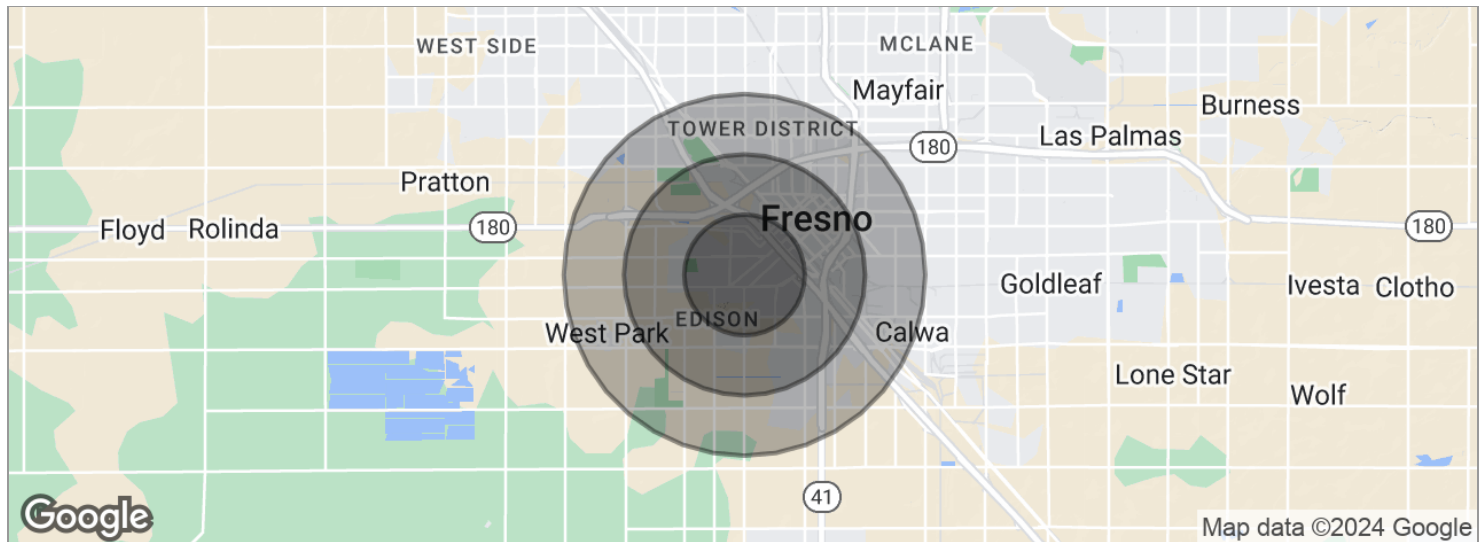 WEST SIDE
MCLANE
Mayfair
Burness
TOWER DISTRICT
Las Palmas
180
Pratton
Fresno
180
180
Floyd
Rolinda
Goldleaf
Ivesta
Clotho
EDISON
West Park
Calwa
Lone Star
Wolf
41
Google
Map data ©2024 Google